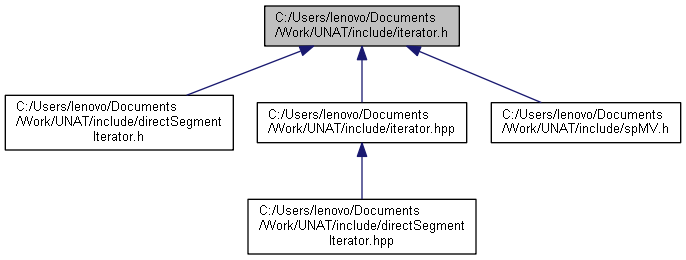 C:/Users/lenovo/Documents
/Work/UNAT/include/iterator.h
C:/Users/lenovo/Documents
/Work/UNAT/include/directSegment
Iterator.h
C:/Users/lenovo/Documents
/Work/UNAT/include/iterator.hpp
C:/Users/lenovo/Documents
/Work/UNAT/include/spMV.h
C:/Users/lenovo/Documents
/Work/UNAT/include/directSegment
Iterator.hpp